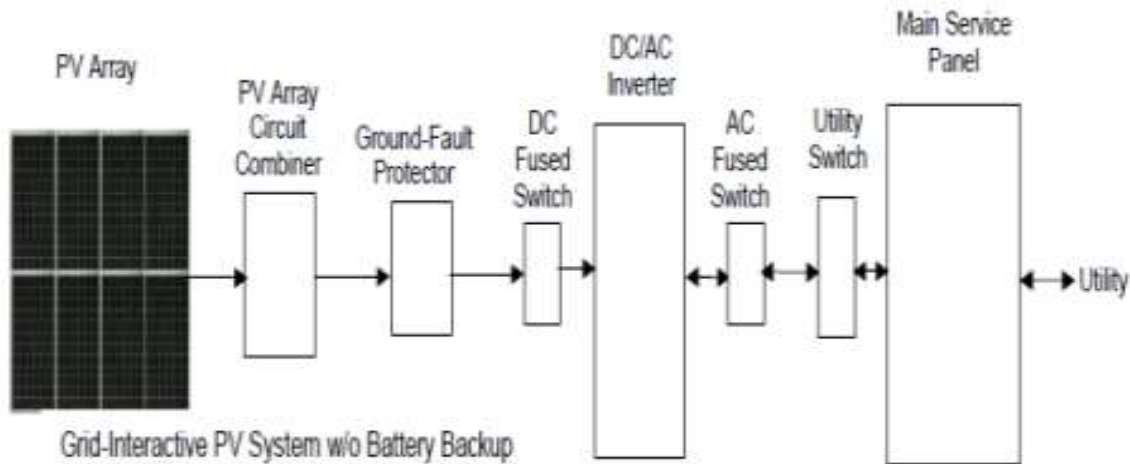 PV Array
PV Array
Circuit
Combiner
Ground-Fault
Protector
DC
Fused
Switch
DC/AC
Inverter
AC
Fused
Switch
Utility
Switch
Main Service
Panel
Utility
Grid-Interactive PV System w/o Battery Backup